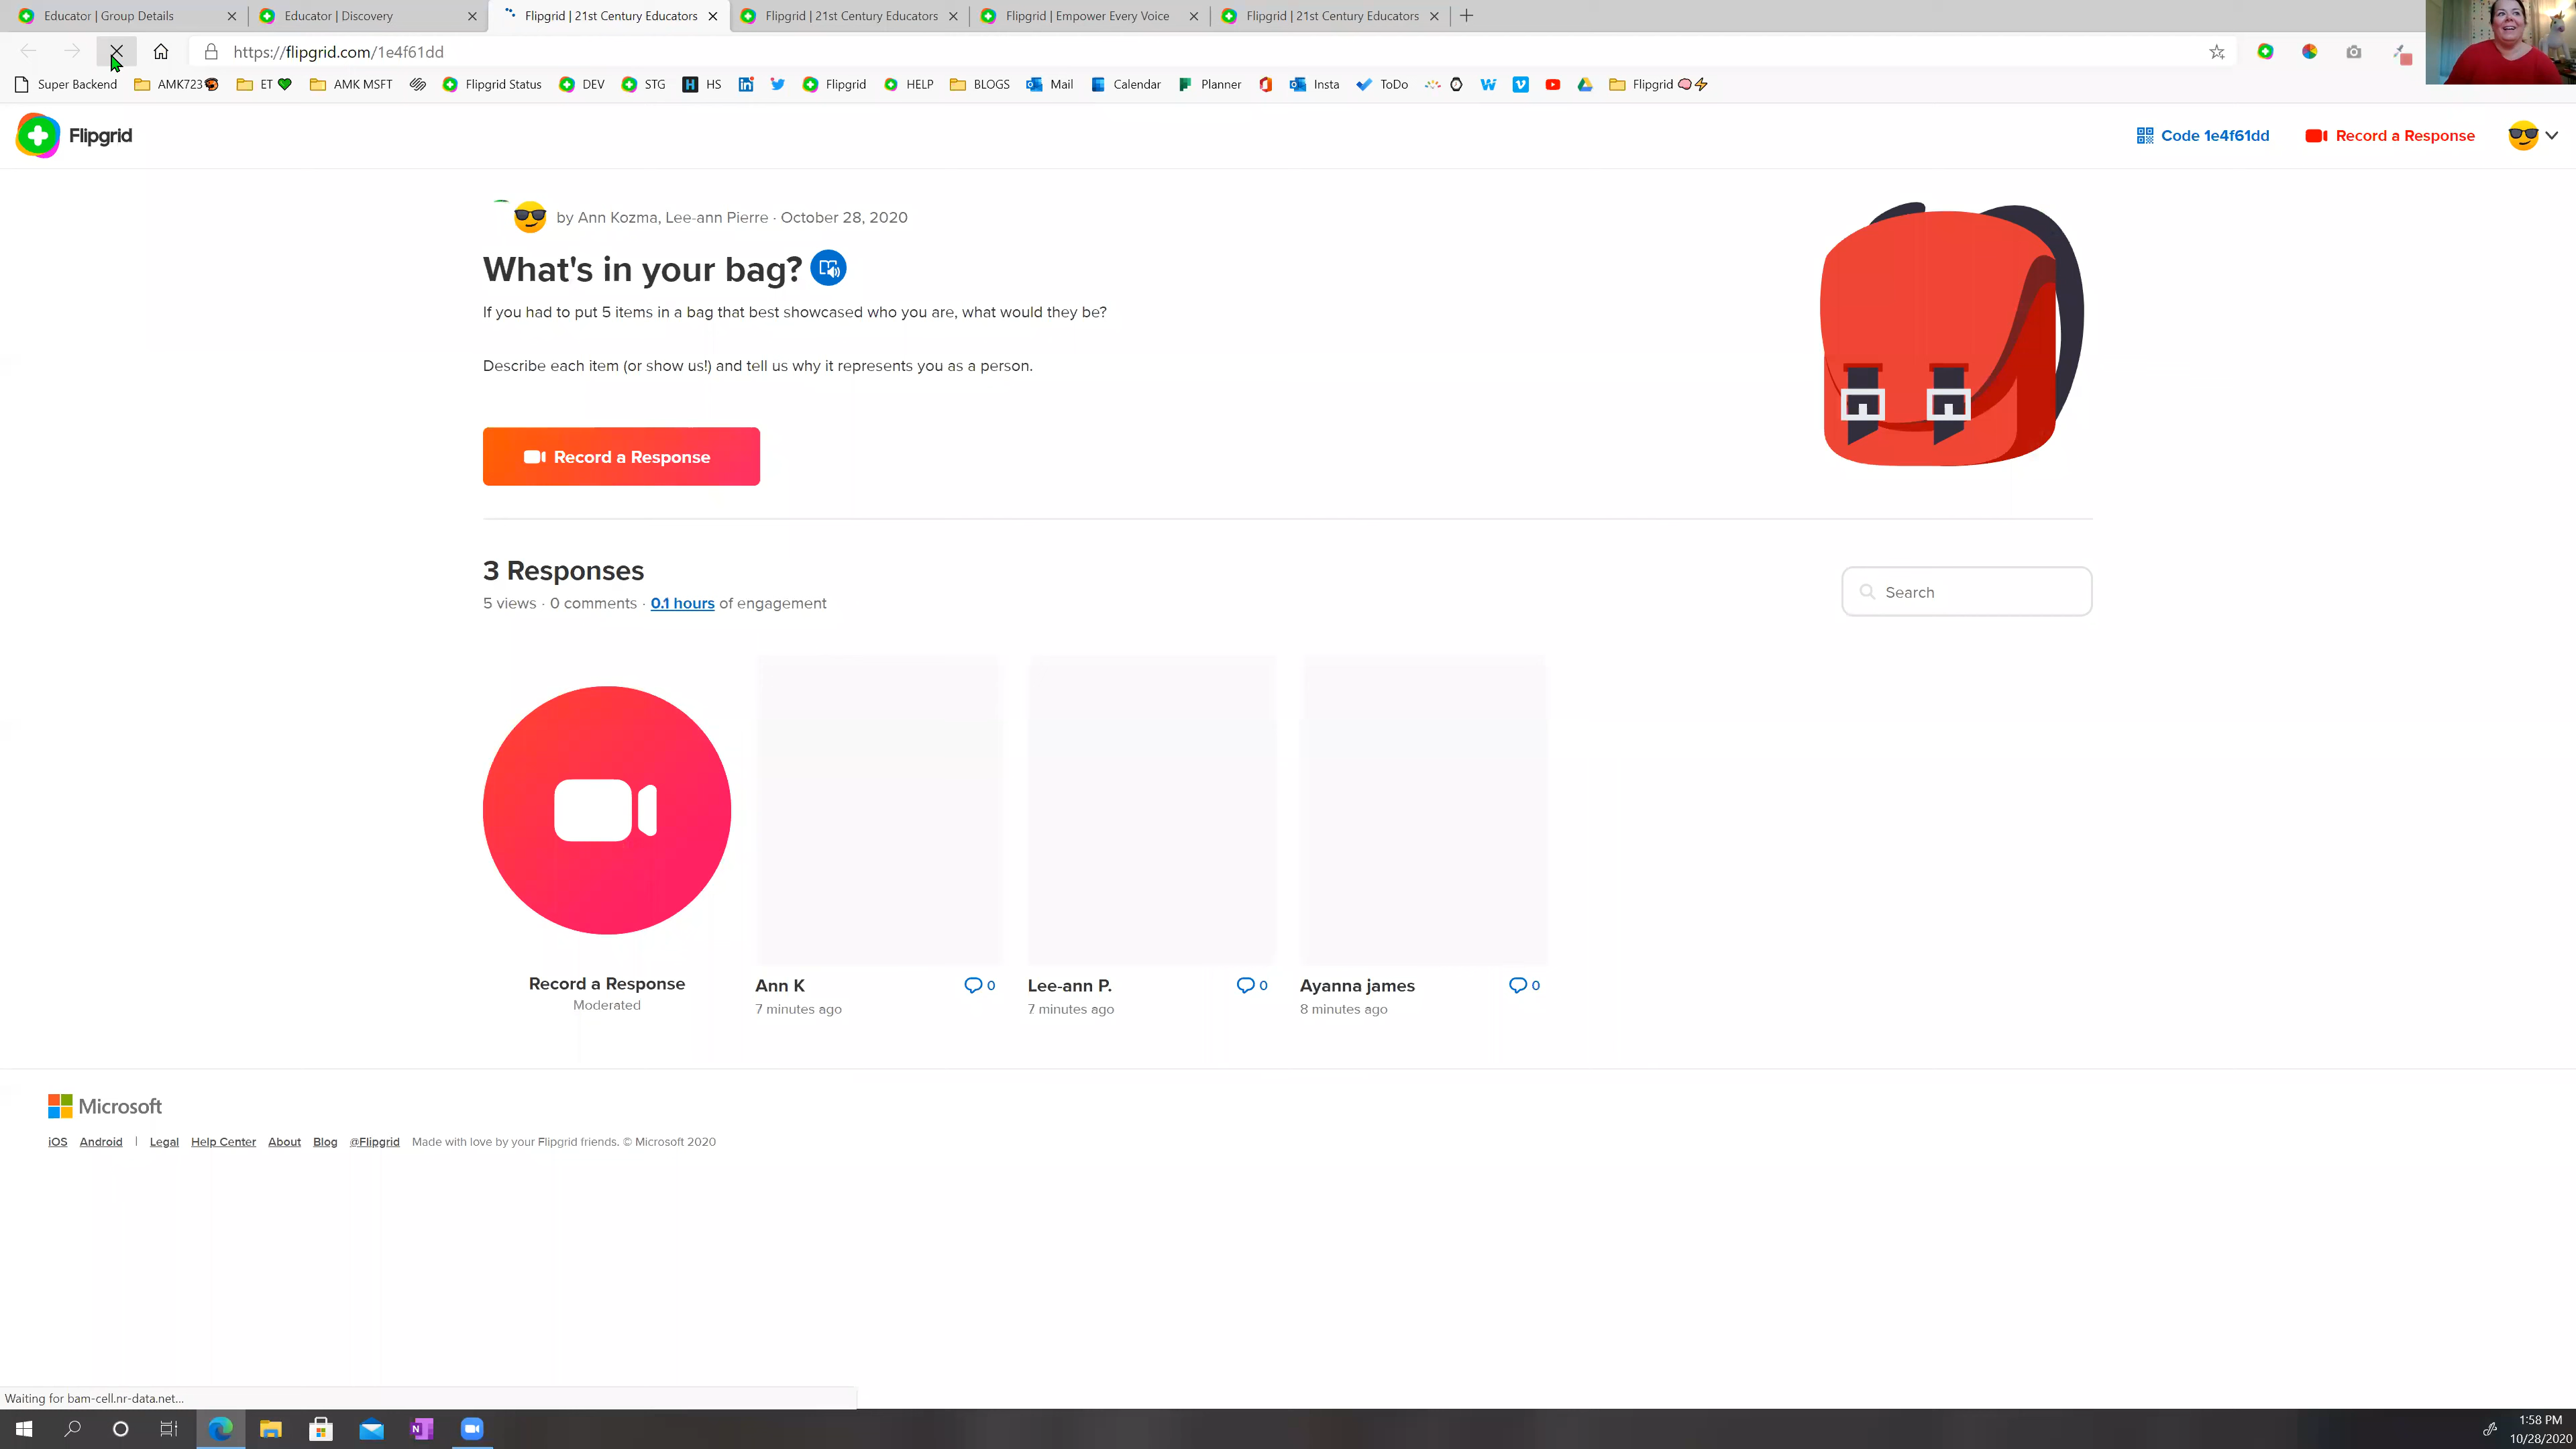 Educator | Group Details
Educator | Discovery
Flipgrid | 21st Century Educators
Flipgrid | 21st Century Educators
Flipgrid | Empower Every Voice
Flipgrid | 21st Century Educators
https://flipgrid.com/1e4f61dd
Super Backend AMK723 ET AMK MSFT Flipgrid Status DEV STG H HS Flipgrid HELP BLOGS Mail Calendar Planner Insta ToDo Flipgrid
Flipgrid
Code 1e4f61dd
Record a Response
by Ann Kozma, Lee-ann Pierre · October 28, 2020
What's in your bag?
If you had to put 5 items in a bag that best showcased who you are, what would they be?
Describe each item (or show us!) and tell us why it represents you as a person.
Record a Response
3 Responses
5 views · 0 comments · 0.1 hours of engagement
Search
Record a Response
Moderated
Ann K 0
7 minutes ago
Lee-ann P. 0
7 minutes ago
Ayanna james 0
8 minutes ago
Microsoft
iOS Android | Legal Help Center About Blog @Flipgrid Made with love by your Flipgrid friends. © Microsoft 2020
Waiting for bam-cell.nr-data.net...
N
1:58 PM
10/28/2020